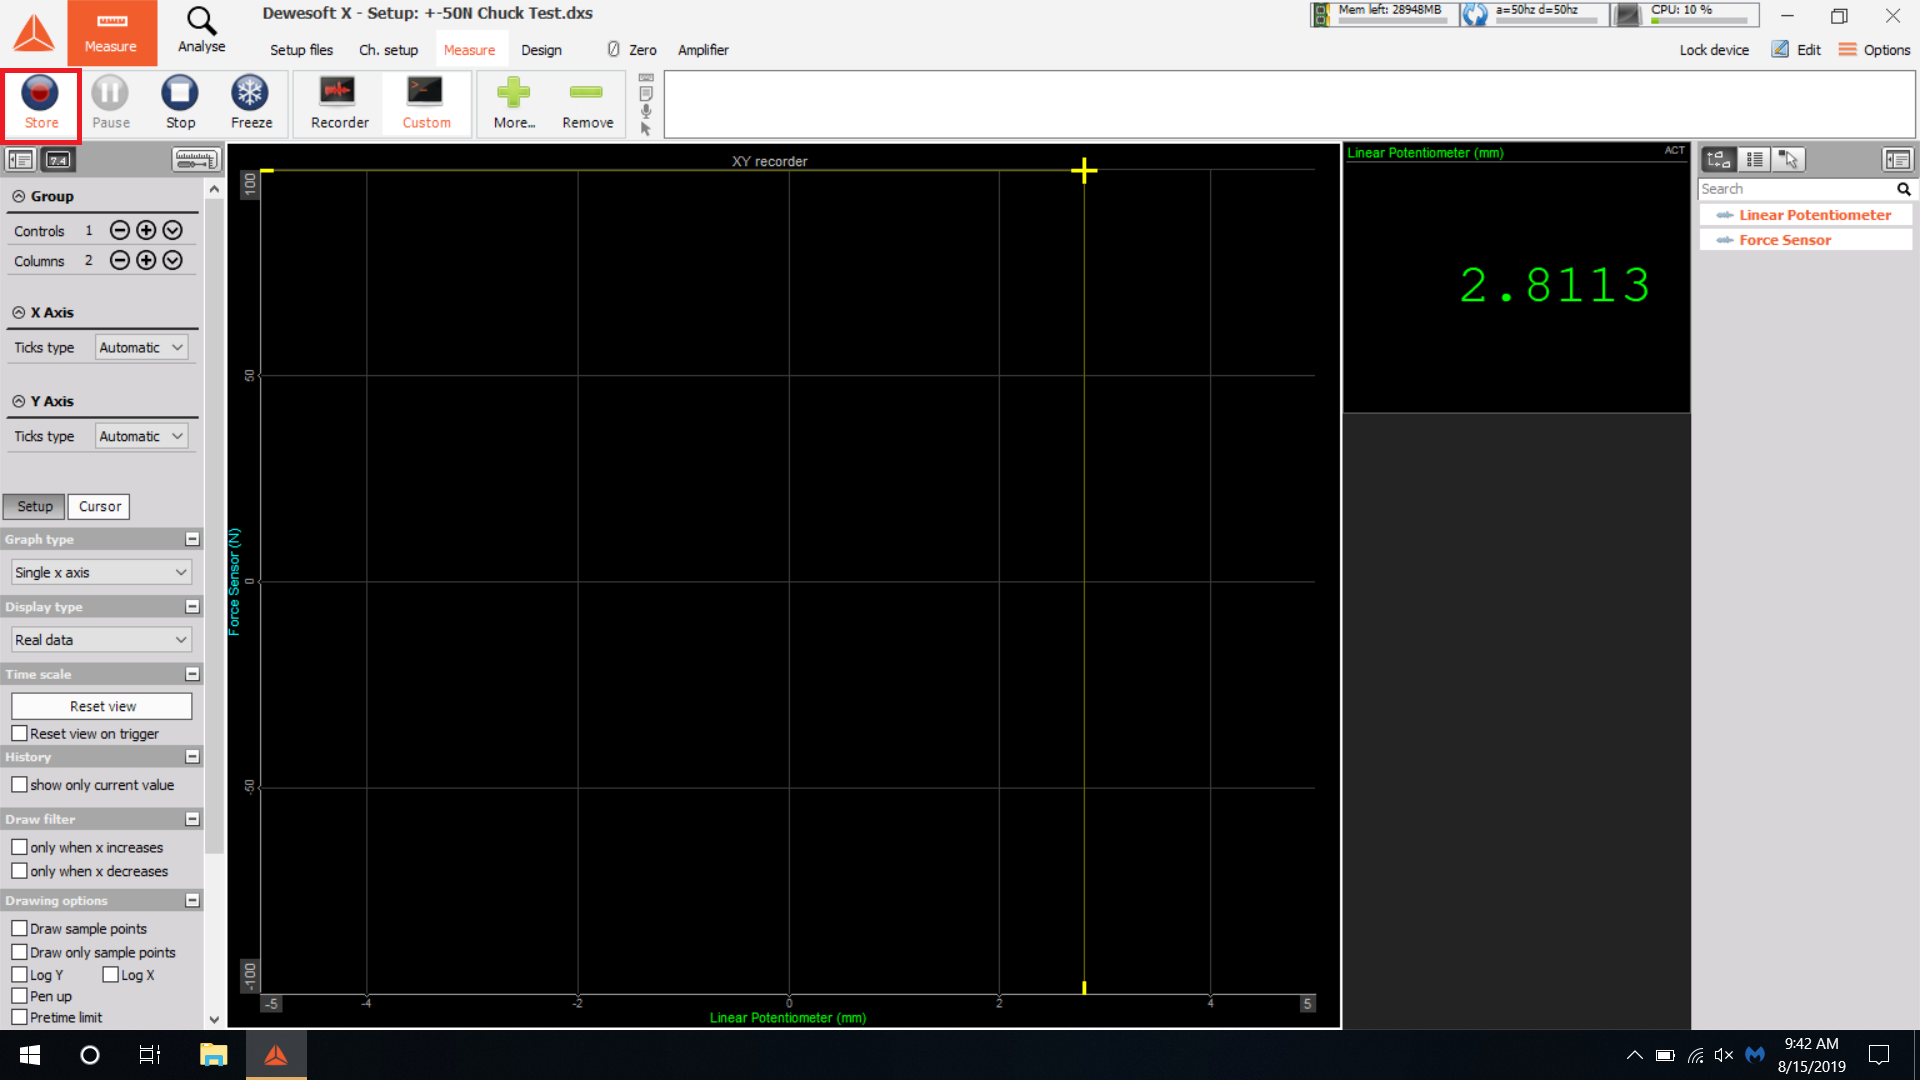 Dewesoft X - Setup: +-50N Chuck Test.dxs
Mem left: 28948MB
a=50hz d=50hz
CPU: 10 %
Measure
Analyse
Setup files
Ch. setup
Measure
Design
Zero
Amplifier
Lock device
Edit
Options
Store
Pause
Stop
Freeze
Recorder
Custom
More...
Remove
7.4
Group
Controls 1
Columns 2
X Axis
Ticks type Automatic
Y Axis
Ticks type Automatic
Setup
Cursor
Graph type
Single x axis
Display type
Real data
Time scale
Reset view
Reset view on trigger
History
show only current value
Draw filter
only when x increases
only when x decreases
Drawing options
Draw sample points
Draw only sample points
Log Y
Log X
Pen up
Pretime limit
XY recorder
100
50
0
-50
-100
Force Sensor (N)
-5
-4
-2
0
2
4
5
Linear Potentiometer (mm)
Linear Potentiometer (mm)
ACT
2.8113
Search
Linear Potentiometer
Force Sensor
9:42 AM
8/15/2019